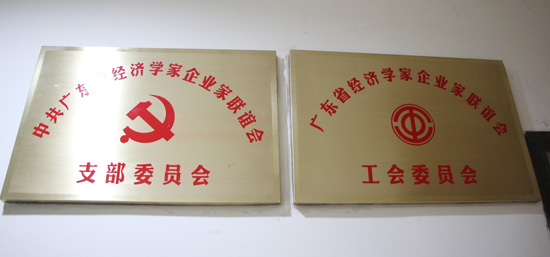 中共广东 经济学家企业家联谊会
支部委员会
广东省经济学家企业家联谊会
工会委员会